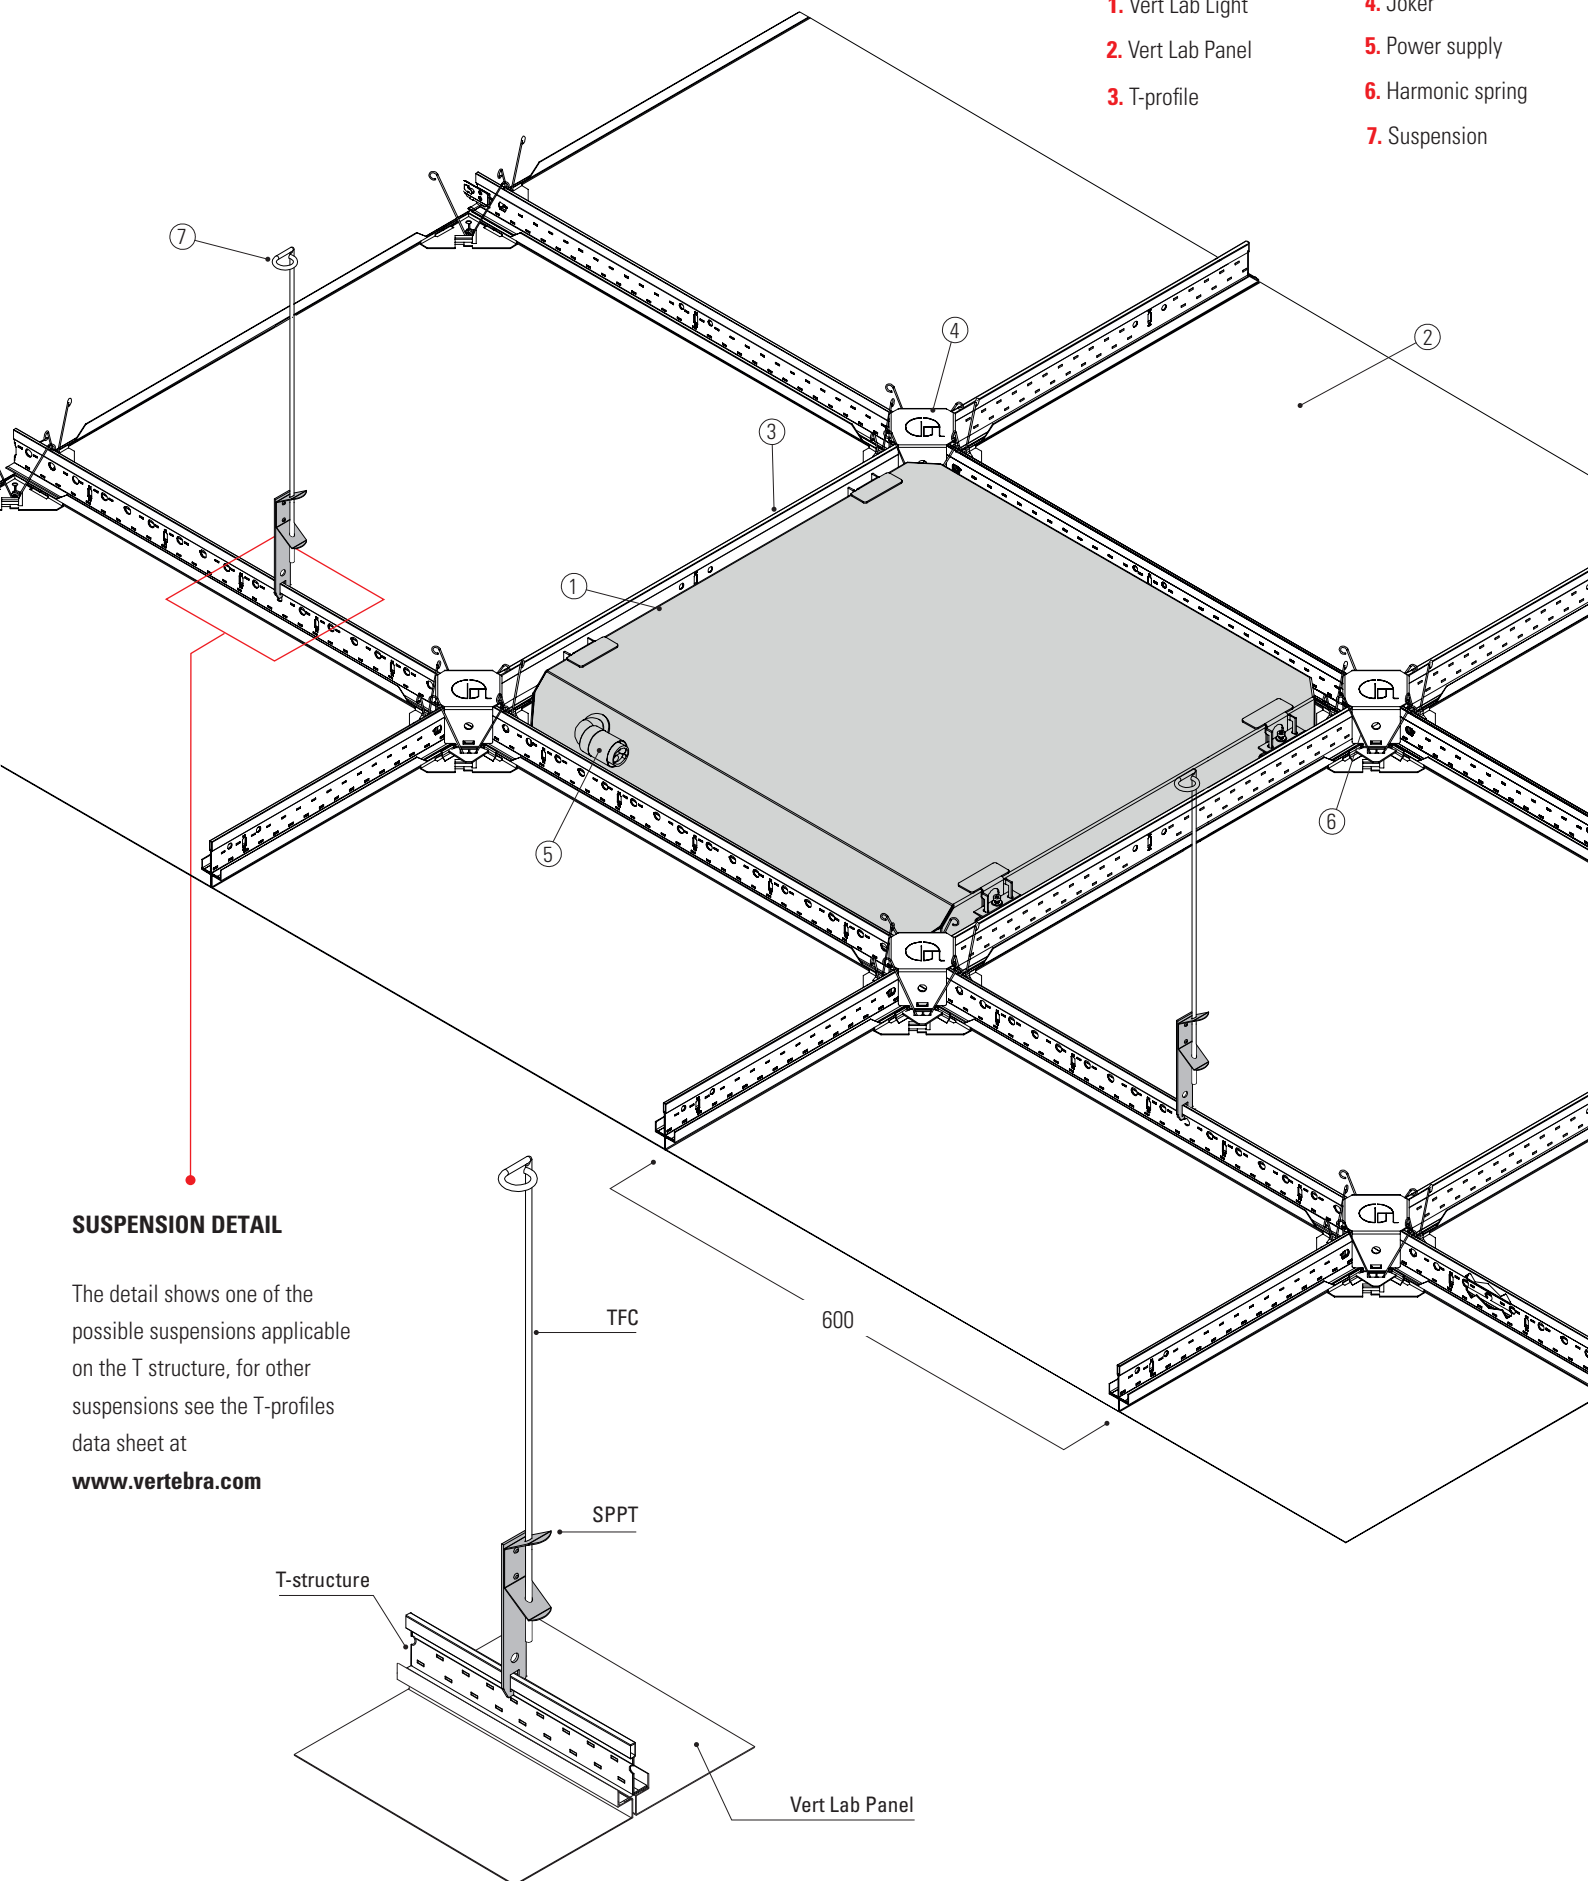 1. Vert Lab Light
2. Vert Lab Panel
3. T-profile
4. Joker
5. Power supply
6. Harmonic spring
7. Suspension
7
4
2
3
1
5
6
600
SUSPENSION DETAIL
The detail shows one of the
possible suspensions applicable
on the T structure, for other
suspensions see the T-profiles
data sheet at
www.vertebra.com
TFC
SPPT
T-structure
Vert Lab Panel